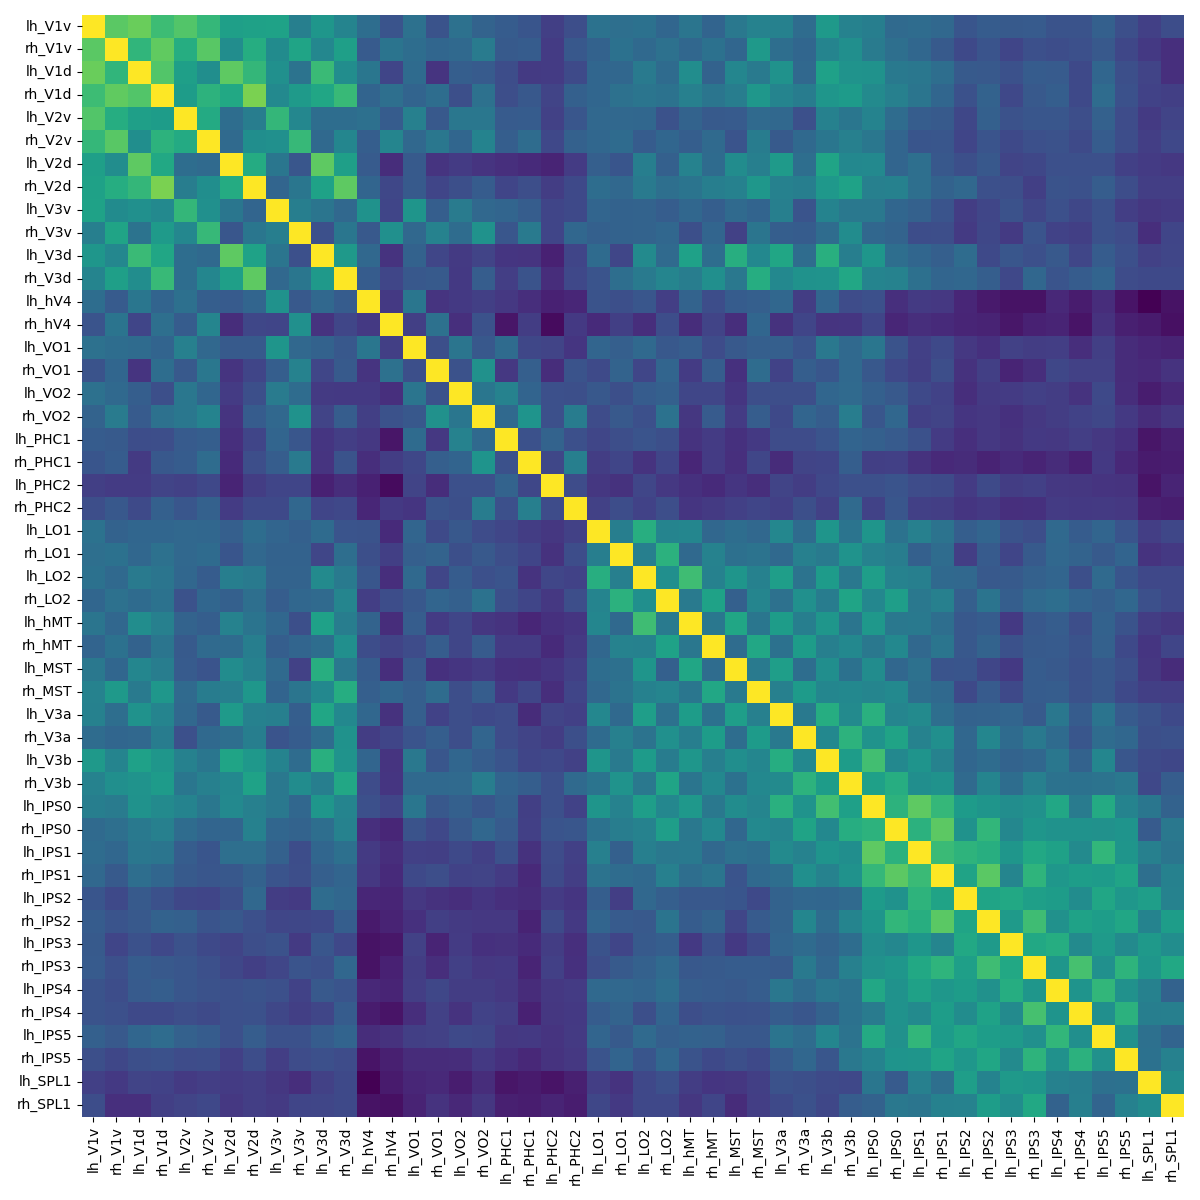 lh_V1v
rh_V1v
lh_V1d
rh_V1d
lh_V2v
rh_V2v
lh_V2d
rh_V2d
lh_V3v
rh_V3v
lh_V3d
rh_V3d
lh_hV4
rh_hV4
lh_VO1
rh_VO1
lh_VO2
rh_VO2
lh_PHC1
rh_PHC1
lh_PHC2
rh_PHC2
lh_LO1
rh_LO1
lh_LO2
rh_LO2
lh_hMT
rh_hMT
lh_MST
rh_MST
lh_V3a
rh_V3a
lh_V3b
rh_V3b
lh_IPS0
rh_IPS0
lh_IPS1
rh_IPS1
lh_IPS2
rh_IPS2
lh_IPS3
rh_IPS3
lh_IPS4
rh_IPS4
lh_IPS5
rh_IPS5
lh_SPL1
rh_SPL1
lh_V1v
rh_V1v
lh_V1d
rh_V1d
lh_V2v
rh_V2v
lh_V2d
rh_V2d
lh_V3v
rh_V3v
lh_V3d
rh_V3d
lh_hV4
rh_hV4
lh_VO1
rh_VO1
lh_VO2
rh_VO2
lh_PHC1
rh_PHC1
lh_PHC2
rh_PHC2
lh_LO1
rh_LO1
lh_LO2
rh_LO2
lh_hMT
rh_hMT
lh_MST
rh_MST
lh_V3a
rh_V3a
lh_V3b
rh_V3b
lh_IPS0
rh_IPS0
lh_IPS1
rh_IPS1
lh_IPS2
rh_IPS2
lh_IPS3
rh_IPS3
lh_IPS4
rh_IPS4
lh_IPS5
rh_IPS5
lh_SPL1
rh_SPL1